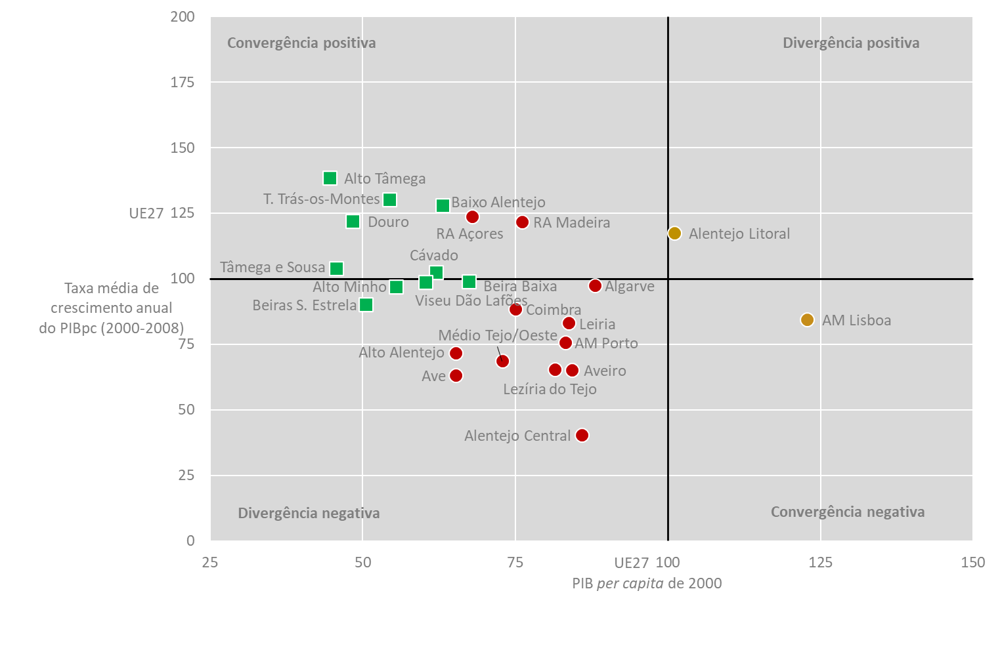 200
Convergência positiva
Divergência positiva
175
150
Alto Tâmega
T. Trás-os-Montes
Baixo Alentejo
UE27 125
Douro
RA Madeira
RA Açores
Alentejo Litoral
Cávado
Tâmega e Sousa
100
Alto Minho
Beira Baixa
Algarve
Taxa média de
crescimento anual
do PIBpc (2000-2008)
Viseu Dão Lafões
Beiras S. Estrela
Coimbra
AM Lisboa
Leiria
Médio Tejo/Oeste
AM Porto
75
Alto Alentejo
Aveiro
Ave
Lezíria do Tejo
50
Alentejo Central
25
Divergência negativa
Convergência negativa
0
25 50 75 UE27 100 125 150
PIB per capita de 2000